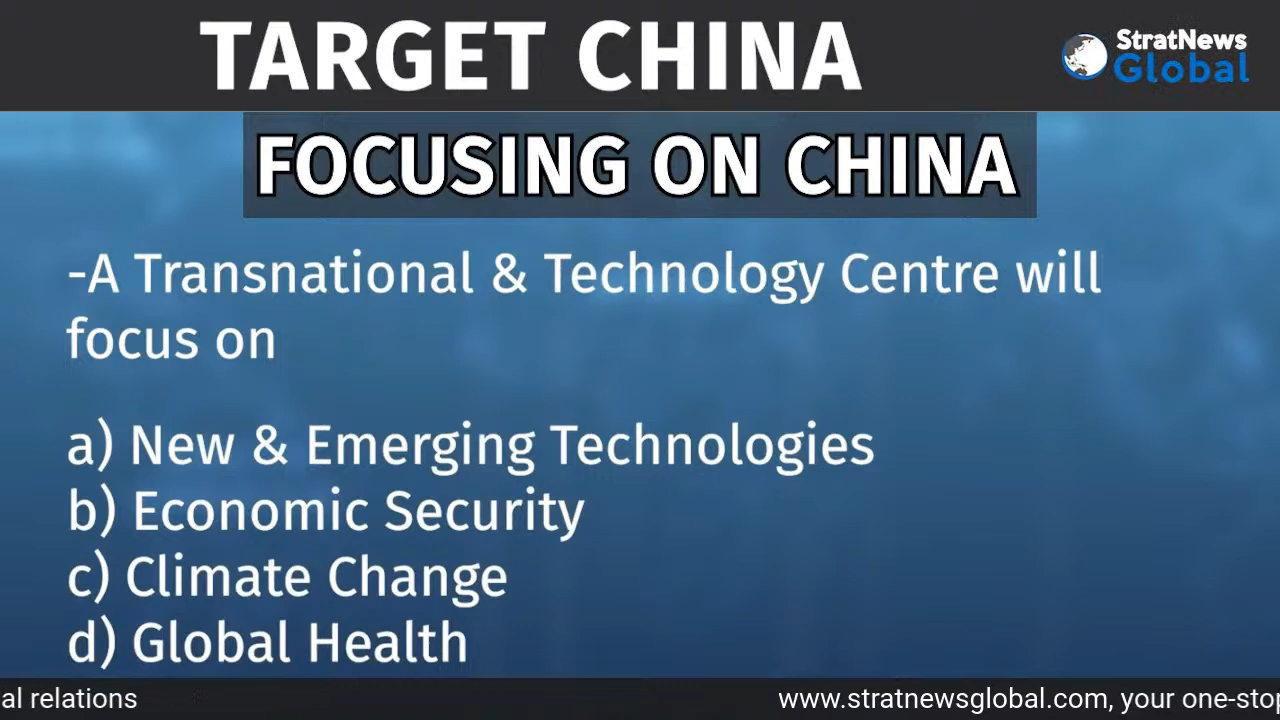 TARGET CHINA
StratNews
Global
FOCUSING ON CHINA
-A Transnational & Technology Centre will
focus on
a) New & Emerging Technologies
b) Economic Security
c) Climate Change
d) Global Health
al relations
www.stratnewsglobal.com, your one-stop